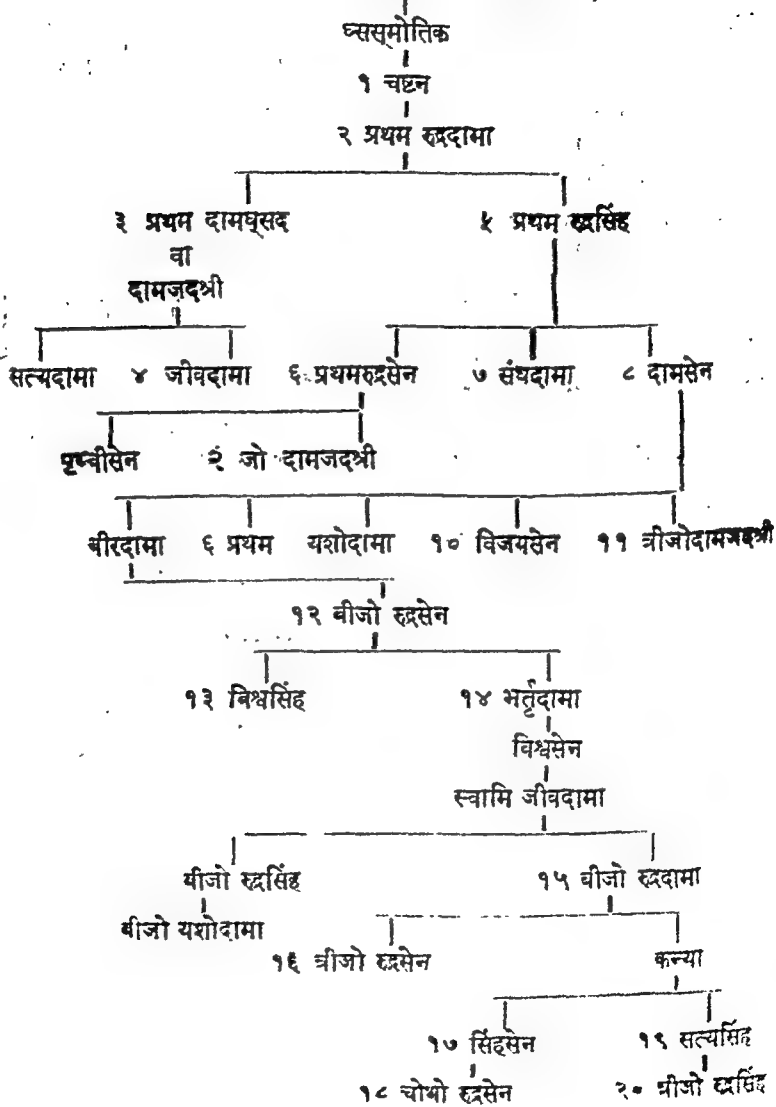 घ्सस्मोतिक
१ चष्टन
२ प्रथम रुद्रदामा
३ प्रथम दामघ्सद
वा
दामजदश्री
५ प्रथम रुद्रसिंह
सत्यदामा ४ जीवदामा ६ प्रथमरुद्रसेन ७ संघदामा ८ दामसेन
पृथ्वीसेन २ जो दामजदश्री
वीरदामा ९ प्रथम यशोदामा १० विजयसेन ११ त्रीजोदामजदश्री
१२ बीजो रुद्रसेन
१३ विश्वसिंह १४ भर्तृदामा
विश्वसेन
स्वामि जीवदामा
बीजो रुद्रसिंह १५ बीजो रुद्रदामा
बीजो यशोदामा
१६ त्रीजो रुद्रसेन कन्या
१७ सिंहसेन १९ सत्यसिंह
१८ चोथो रुद्रसेन २० त्रीजो रुद्रसिंह